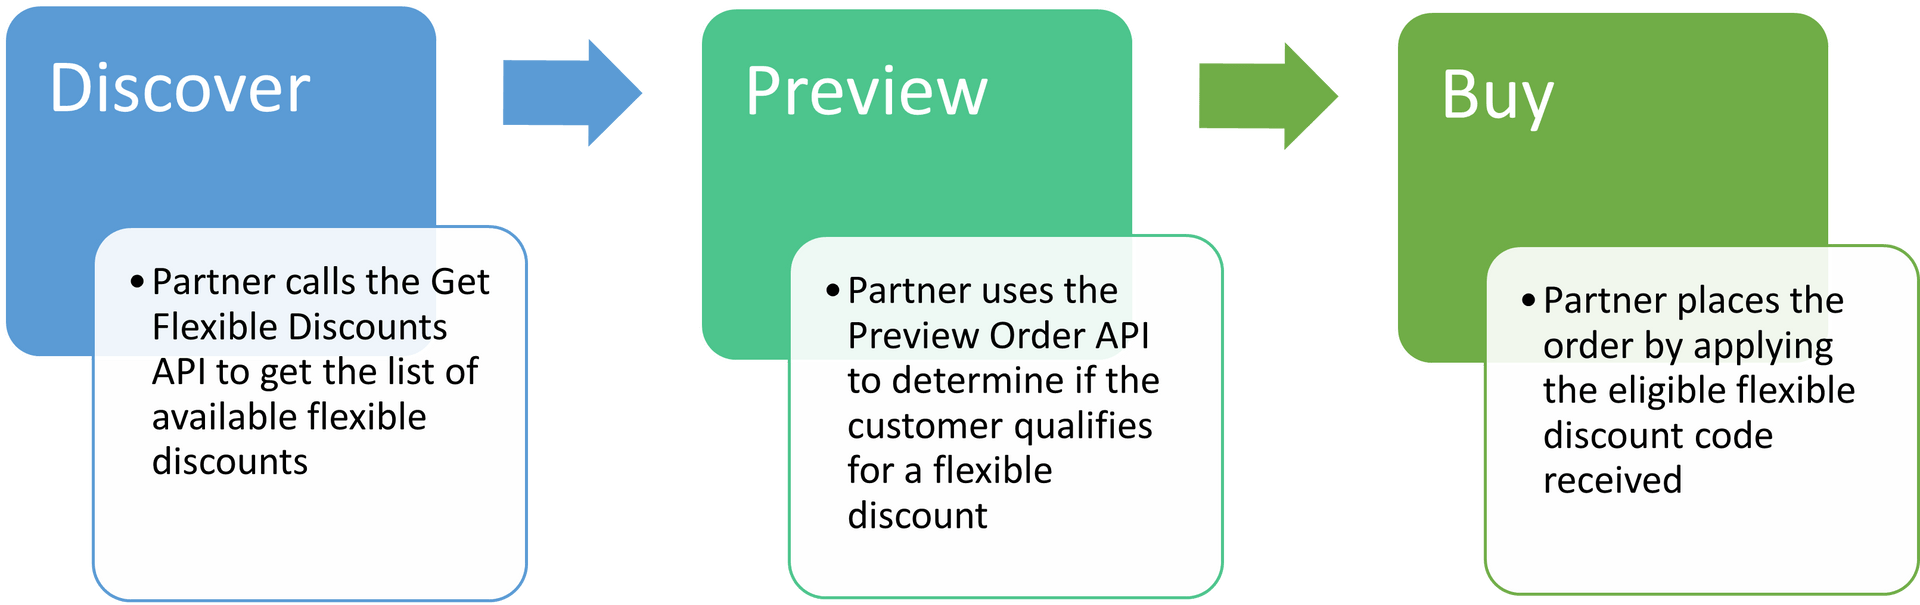 Discover
• Partner calls the Get
Flexible Discounts
API to get the list of
available flexible
discounts
Preview
• Partner uses the
Preview Order API
to determine if the
customer qualifies
for a flexible
discount
Buy
• Partner places the
order by applying
the eligible flexible
discount code
received